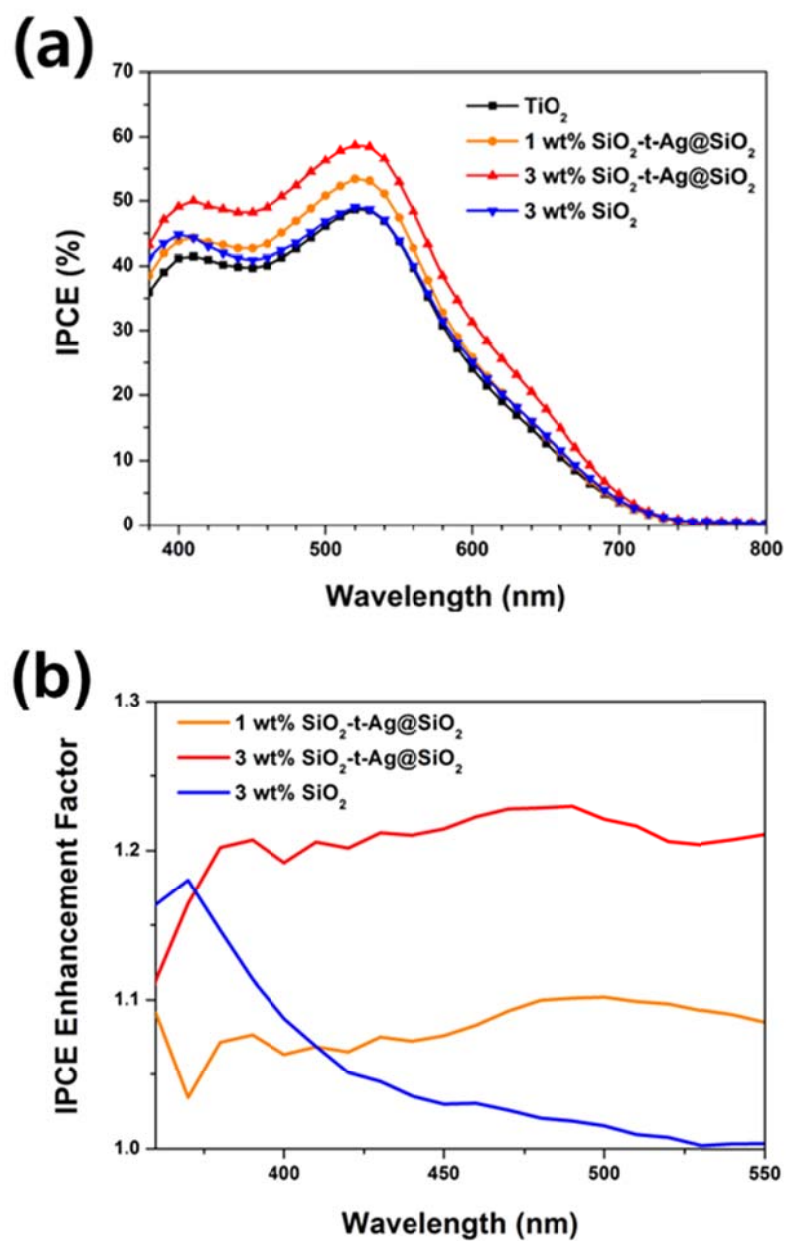 (a)
70
60
50
40
30
20
10
0
IPCE (%)
TiO₂
1 wt% SiO₂-t-Ag@SiO₂
3 wt% SiO₂-t-Ag@SiO₂
3 wt% SiO₂
400 500 600 700 800
Wavelength (nm)
(b)
1.3
1.2
1.1
1.0
IPCE Enhancement Factor
1 wt% SiO₂-t-Ag@SiO₂
3 wt% SiO₂-t-Ag@SiO₂
3 wt% SiO₂
400 450 500 550
Wavelength (nm)